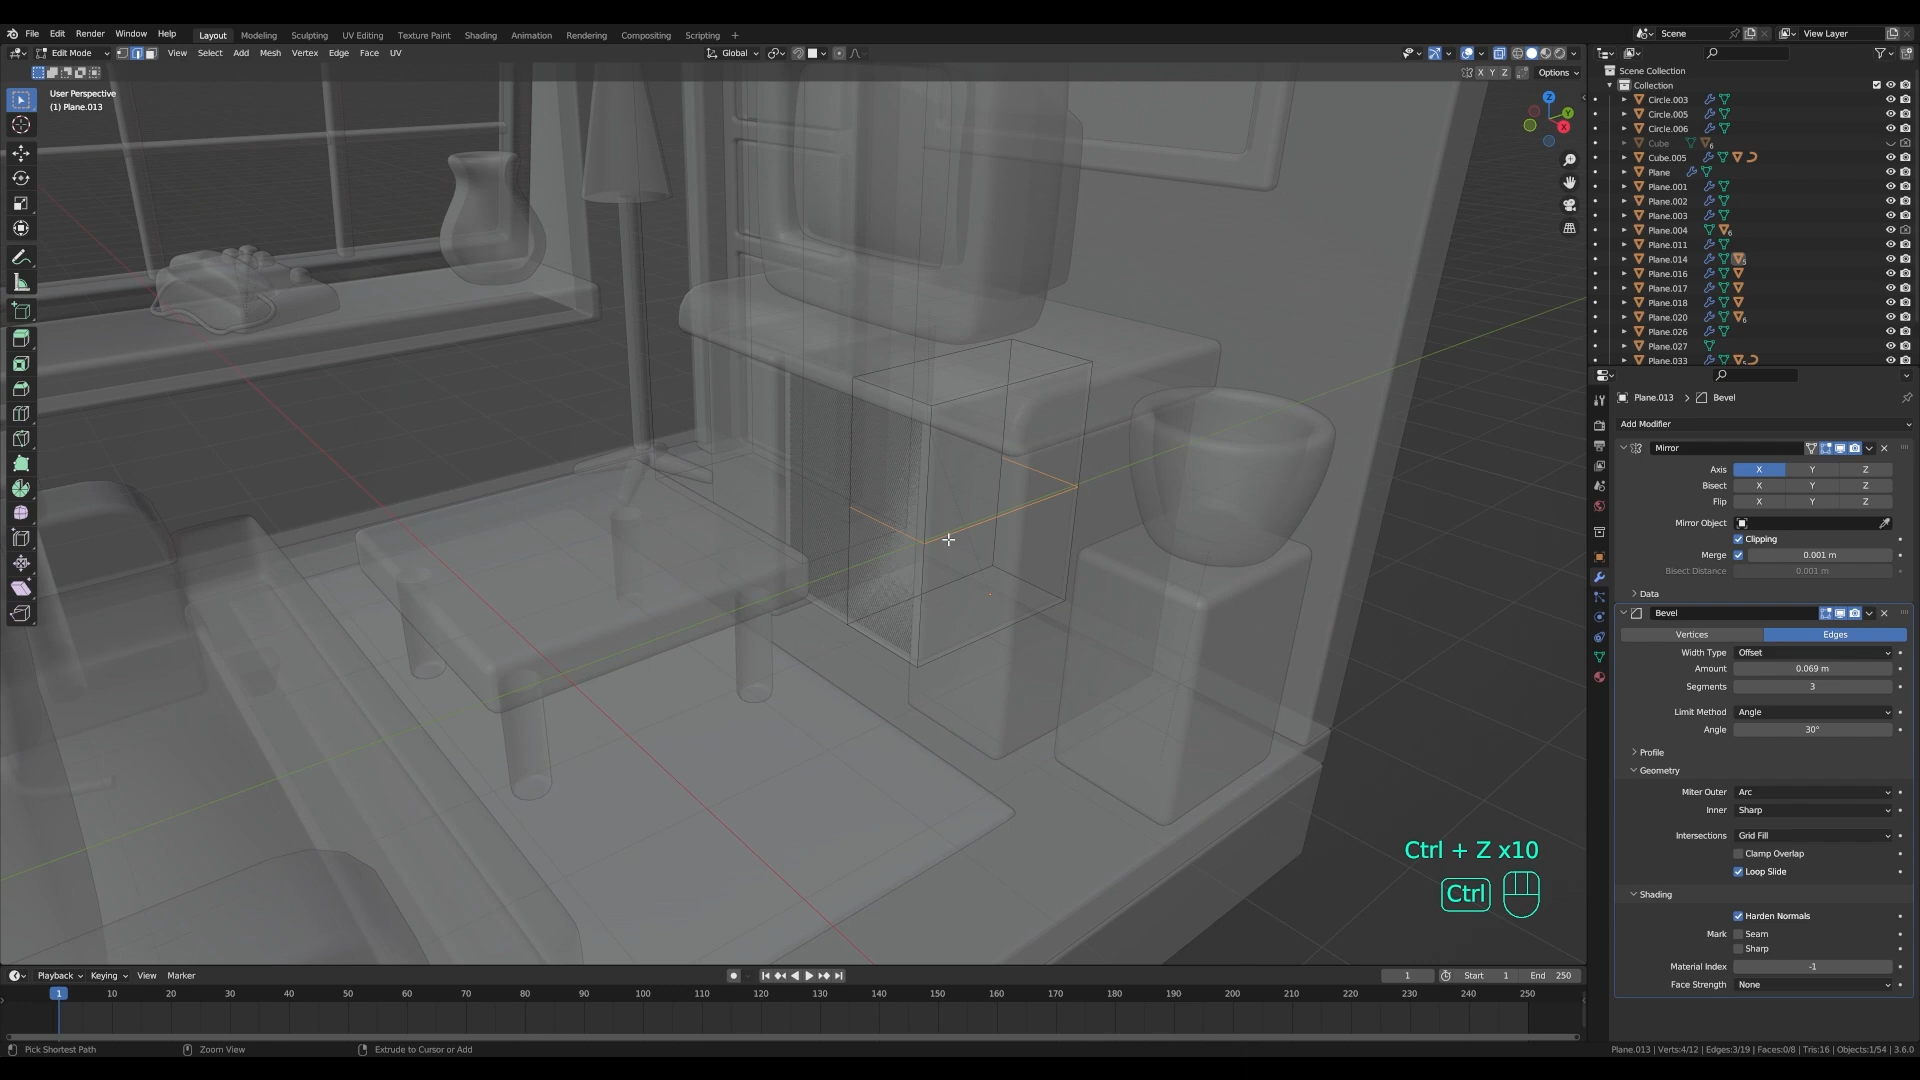 File Edit Render Window Help Layout Modeling Sculpting UV Editing Texture Paint Shading Animation Rendering Compositing Scripting +
Scene View Layer
Edit Mode View Select Add Mesh Vertex Edge Face UV
Global
X Y Z Options
User Perspective
(1) Plane.013
Z
Y
X
Scene Collection
Collection
Circle.003
Circle.005
Circle.006
Cube 6
Cube.005
Plane
Plane.001
Plane.002
Plane.003
Plane.004 6
Plane.011
Plane.014 5
Plane.016
Plane.017
Plane.018
Plane.020 6
Plane.026
Plane.027
Plane.033 5
Plane.013 > Bevel
Add Modifier
Mirror
Axis X Y Z
Bisect X Y Z
Flip X Y Z
Mirror Object
Clipping
Merge 0.001 m
Bisect Distance 0.001 m
Data
Bevel
Vertices Edges
Width Type Offset
Amount 0.069 m
Segments 3
Limit Method Angle
Angle 30°
Profile
Geometry
Miter Outer Arc
Inner Sharp
Intersections Grid Fill
Clamp Overlap
Loop Slide
Shading
Harden Normals
Mark Seam
Sharp
Material Index -1
Face Strength None
Ctrl + Z x10
Ctrl
Playback Keying View Marker
1 Start 1 End 250
1 10 20 30 40 50 60 70 80 90 100 110 120 130 140 150 160 170 180 190 200 210 220 230 240 250
Pick Shortest Path Zoom View Extrude to Cursor or Add
Plane.013 | Verts:4/12 | Edges:3/19 | Faces:0/8 | Tris:16 | Objects:1/54 | 3.6.0